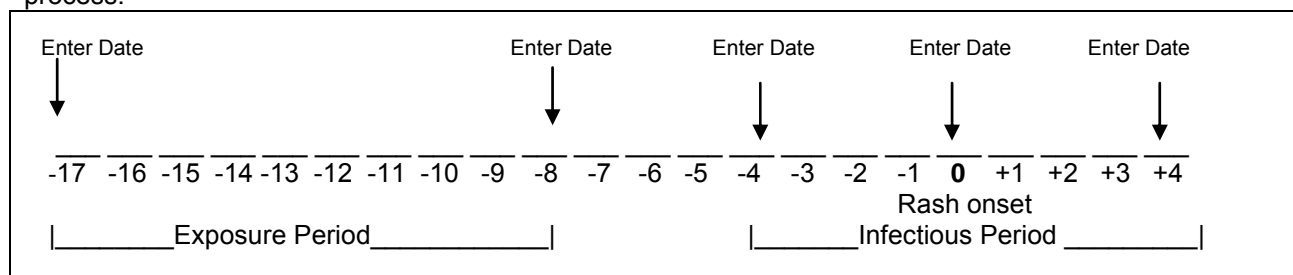 process.
Enter Date Enter Date Enter Date Enter Date Enter Date
-17 -16 -15 -14 -13 -12 -11 -10 -9 -8 -7 -6 -5 -4 -3 -2 -1 0 +1 +2 +3 +4
Rash onset
|________Exposure Period____________| |_______Infectious Period _________|